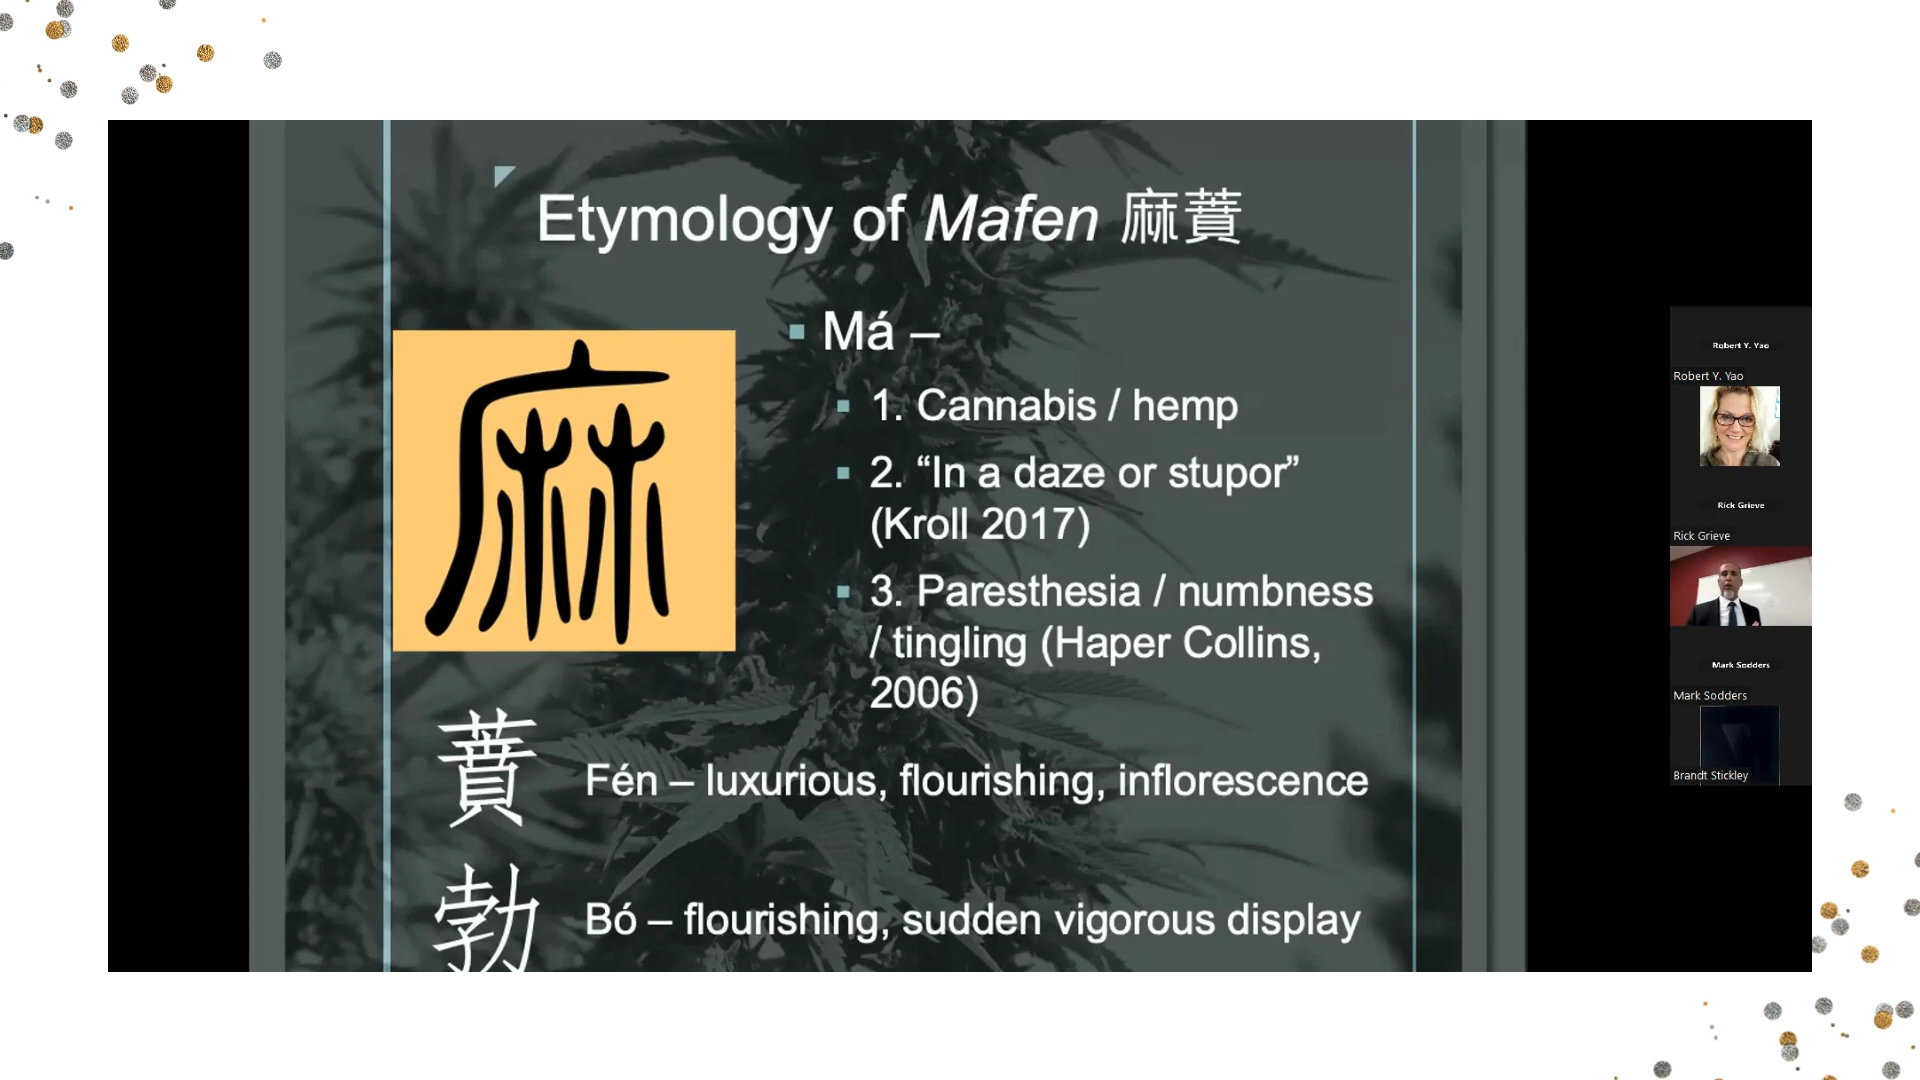 Etymology of Mafen 麻蕡
Má –
1. Cannabis / hemp
2. “In a daze or stupor”
(Kroll 2017)
3. Paresthesia / numbness
/ tingling (Haper Collins,
2006)
麻
蕡
Fén – luxurious, flourishing, inflorescence
勃
Bó – flourishing, sudden vigorous display
Robert Y. Yao
Robert Y. Yao
Rick Grieve
Rick Grieve
Mark Sodders
Mark Sodders
Brandt Stickley